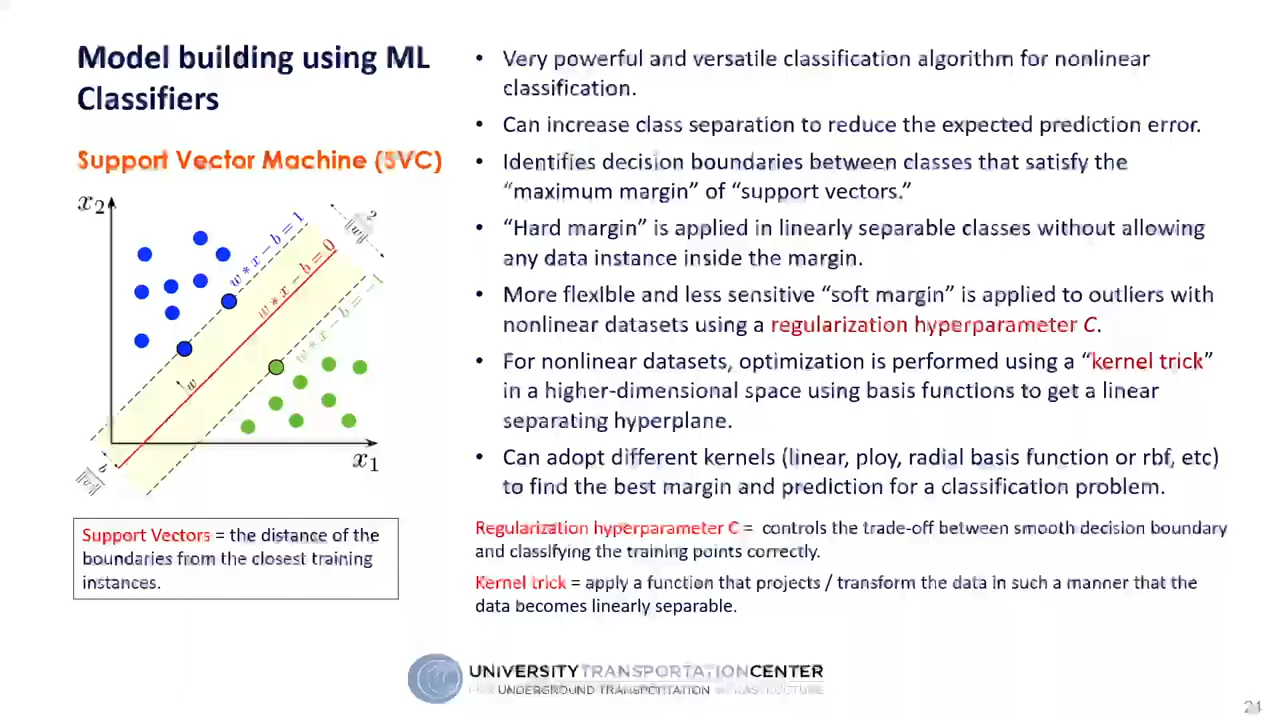 Model building using ML
Classifiers
Support Vector Machine (SVC)
x2
w * x − b = 1
w * x − b = 0
w * x − b = −1
2
||w||
w
b
||w||
x1
Support Vectors = the distance of the
boundaries from the closest training
instances.
• Very powerful and versatile classification algorithm for nonlinear
classification.
• Can increase class separation to reduce the expected prediction error.
• Identifies decision boundaries between classes that satisfy the
“maximum margin” of “support vectors.”
• “Hard margin” is applied in linearly separable classes without allowing
any data instance inside the margin.
• More flexible and less sensitive “soft margin” is applied to outliers with
nonlinear datasets using a regularization hyperparameter C.
• For nonlinear datasets, optimization is performed using a “kernel trick”
in a higher-dimensional space using basis functions to get a linear
separating hyperplane.
• Can adopt different kernels (linear, ploy, radial basis function or rbf, etc)
to find the best margin and prediction for a classification problem.
Regularization hyperparameter C = controls the trade-off between smooth decision boundary
and classifying the training points correctly.
Kernel trick = apply a function that projects / transform the data in such a manner that the
data becomes linearly separable.
UNIVERSITYTRANSPORTATIONCENTER
FOR UNDERGROUND TRANSPORTATION INFRASTRUCTURE
21